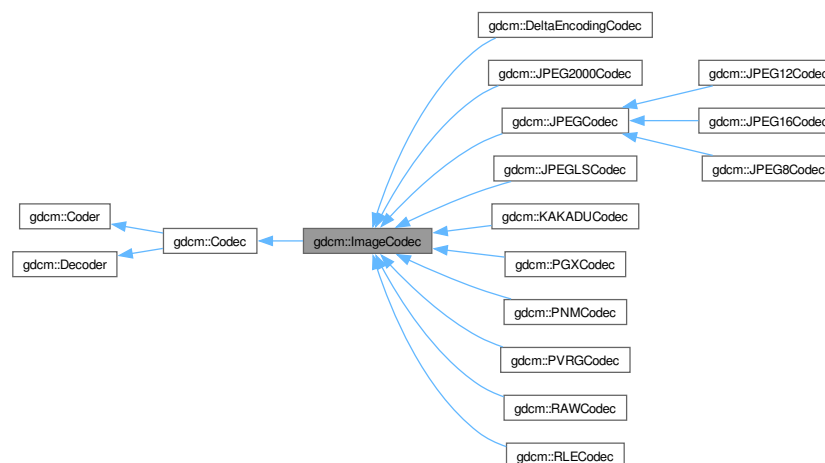 gdcm::DeltaEncodingCodec
gdcm::JPEG2000Codec
gdcm::JPEG12Codec
gdcm::JPEGCodec
gdcm::JPEG16Codec
gdcm::JPEGLSCodec
gdcm::JPEG8Codec
gdcm::Coder
gdcm::KAKADUCodec
gdcm::Codec
gdcm::ImageCodec
gdcm::Decoder
gdcm::PGXCodec
gdcm::PNMCodec
gdcm::PVRGCodec
gdcm::RAWCodec
gdcm::RLECodec